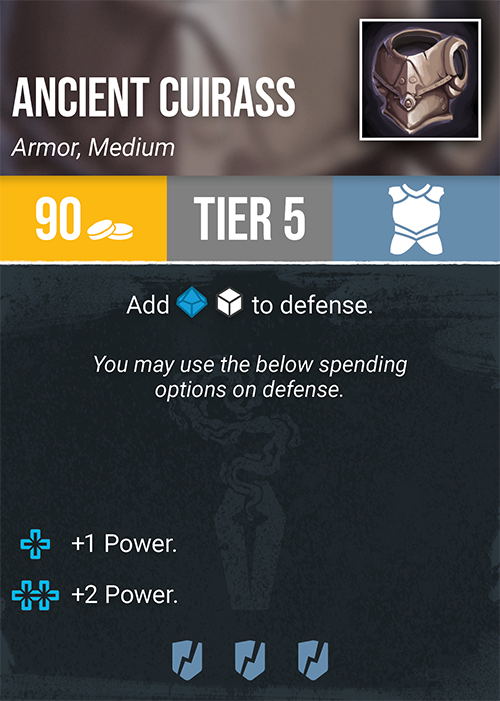 ANCIENT CUIRASS
Armor, Medium
90 TIER 5
Add to defense.
You may use the below spending
options on defense.
+1 Power.
+2 Power.